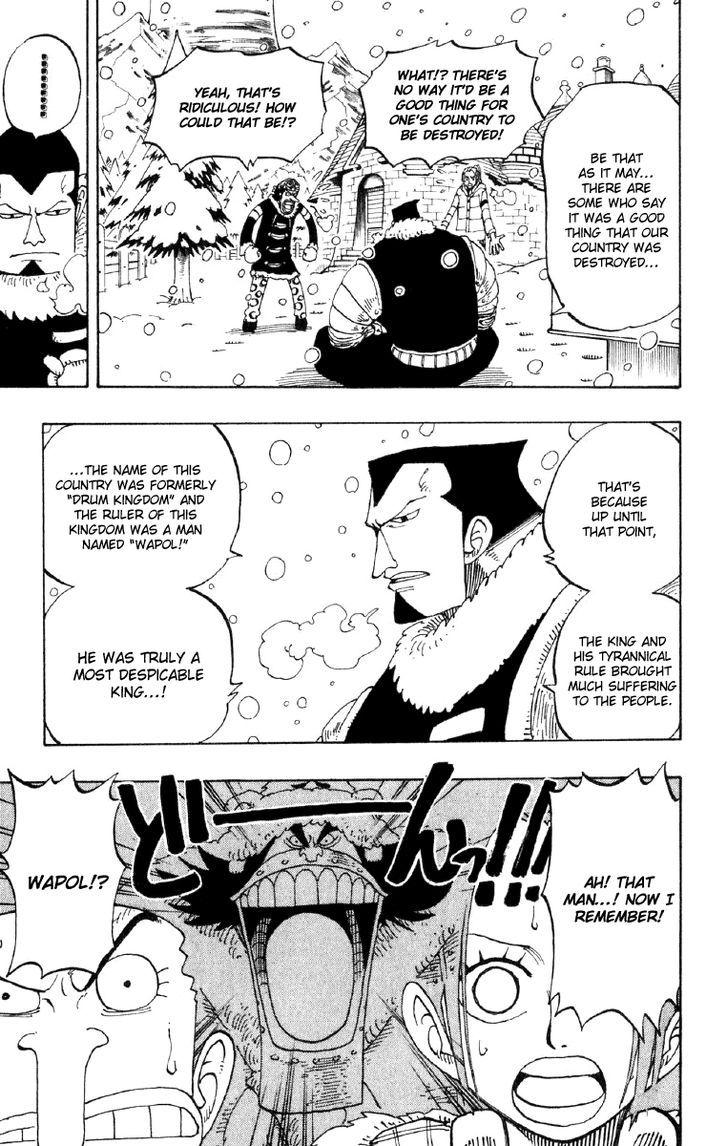 BE THAT
AS IT MAY...
THERE ARE
SOME WHO SAY
IT WAS A GOOD
THING THAT OUR
COUNTRY WAS
DESTROYED...
WHAT!? THERE'S
NO WAY IT'D BE A
GOOD THING FOR
ONE'S COUNTRY TO
BE DESTROYED!
YEAH, THAT'S
RIDICULOUS! HOW
COULD THAT BE!?
THAT'S
BECAUSE
UP UNTIL
THAT POINT,
THE KING AND
HIS TYRANNICAL
RULE BROUGHT
MUCH SUFFERING
TO THE PEOPLE.
...THE NAME OF THIS
COUNTRY WAS FORMERLY
"DRUM KINGDOM" AND
THE RULER OF THIS
KINGDOM WAS A MAN
NAMED "WAPOL!"
HE WAS TRULY A
MOST DESPICABLE
KING...!
AH! THAT
MAN...! NOW I
REMEMBER!
どーんっ!!!
WAPOL!?